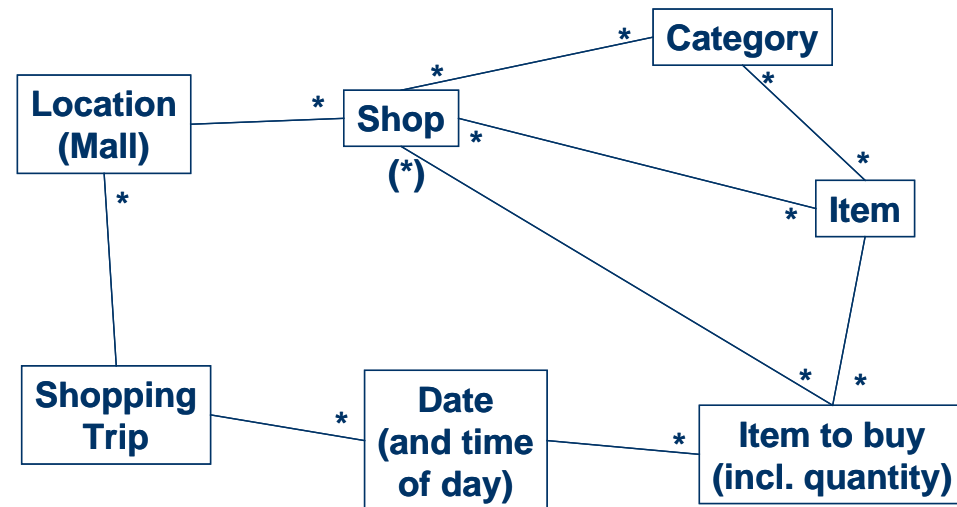 Category
*
*
*
Location
(Mall)
*
Shop
*
(*)
*
*
*
Item
*
*
Shopping
Trip
*
Date
(and time
of day)
*
*
Item to buy
(incl. quantity)